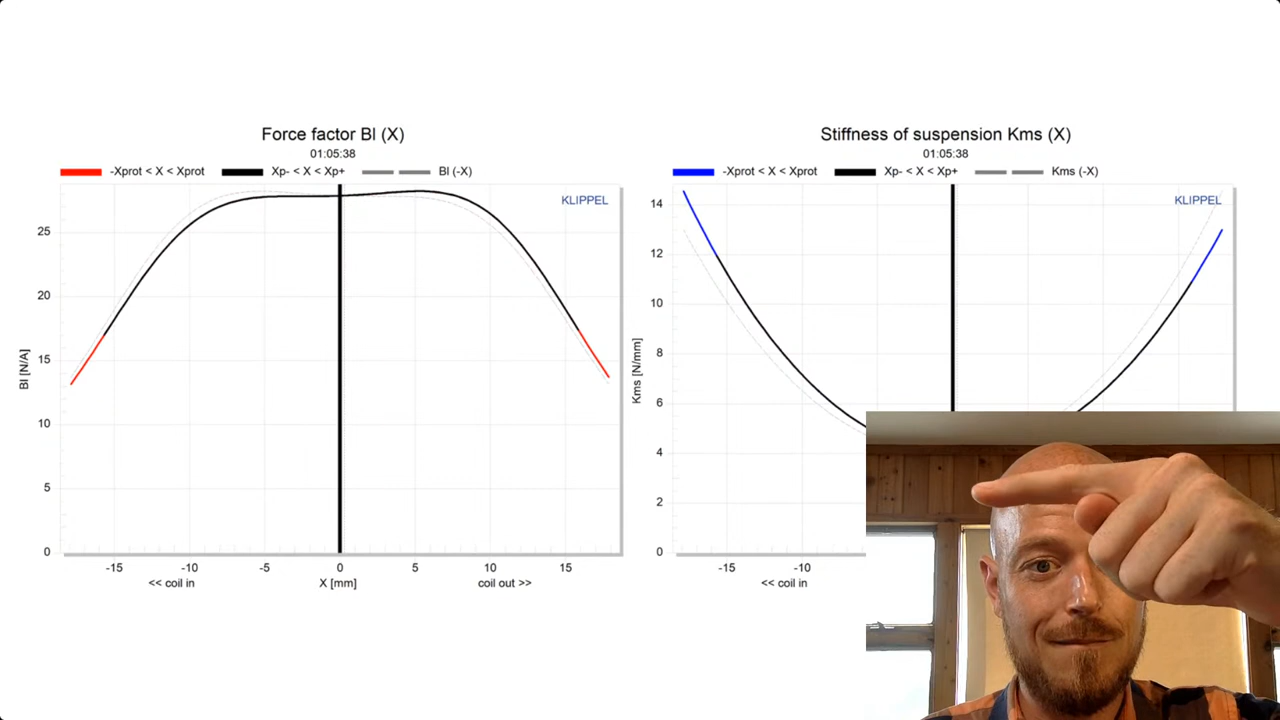 Force factor Bl (X)
01:05:38
-Xprot < X < Xprot Xp- < X < Xp+ Bl (-X)
KLIPPEL
25
20
15
10
5
0
Bl [N/A]
-15 -10 -5 0 5 10 15
<< coil in X [mm] coil out >>
Stiffness of suspension Kms (X)
01:05:38
-Xprot < X < Xprot Xp- < X < Xp+ Kms (-X)
KLIPPEL
14
12
10
8
6
4
2
0
Kms [N/mm]
-15 -10
<< coil in